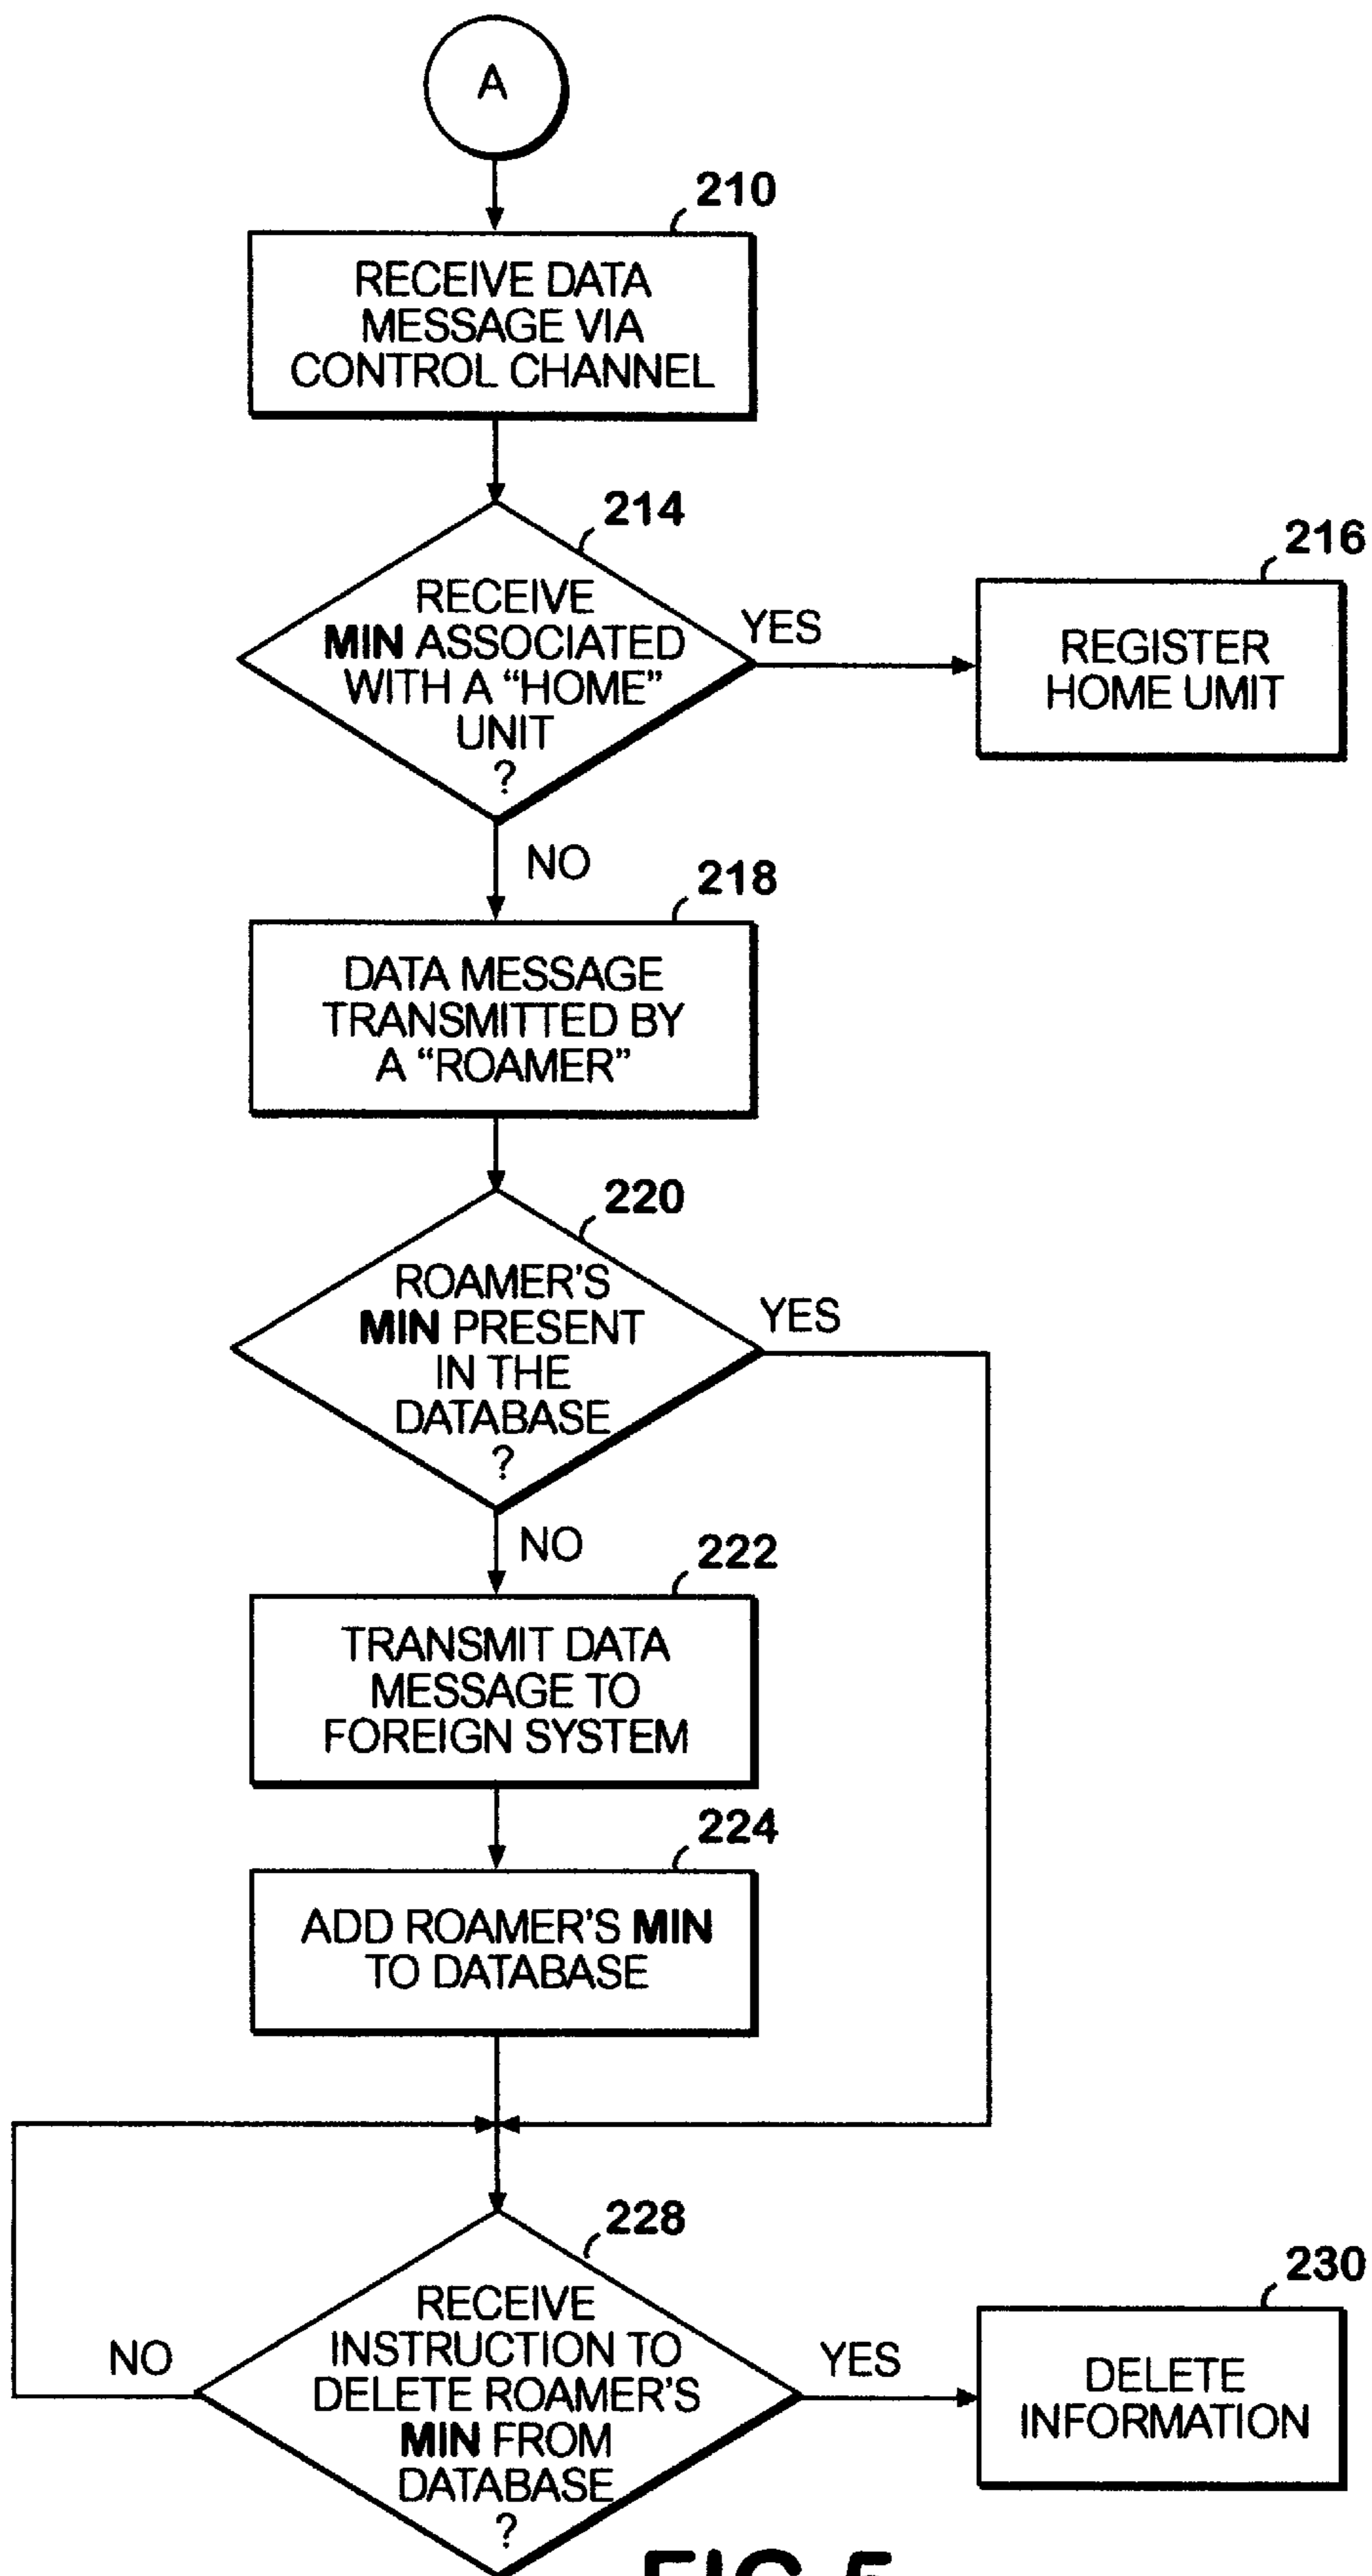 A
210
RECEIVE DATA
MESSAGE VIA
CONTROL CHANNEL
214
RECEIVE
MIN ASSOCIATED
WITH A “HOME”
UNIT
?
YES
216
REGISTER
HOME UMIT
NO
218
DATA MESSAGE
TRANSMITTED BY
A “ROAMER”
220
ROAMER'S
MIN PRESENT
IN THE
DATABASE
?
YES
NO
222
TRANSMIT DATA
MESSAGE TO
FOREIGN SYSTEM
224
ADD ROAMER'S MIN
TO DATABASE
228
RECEIVE
INSTRUCTION TO
DELETE ROAMER'S
MIN FROM
DATABASE
?
NO
YES
230
DELETE
INFORMATION
FIG 5